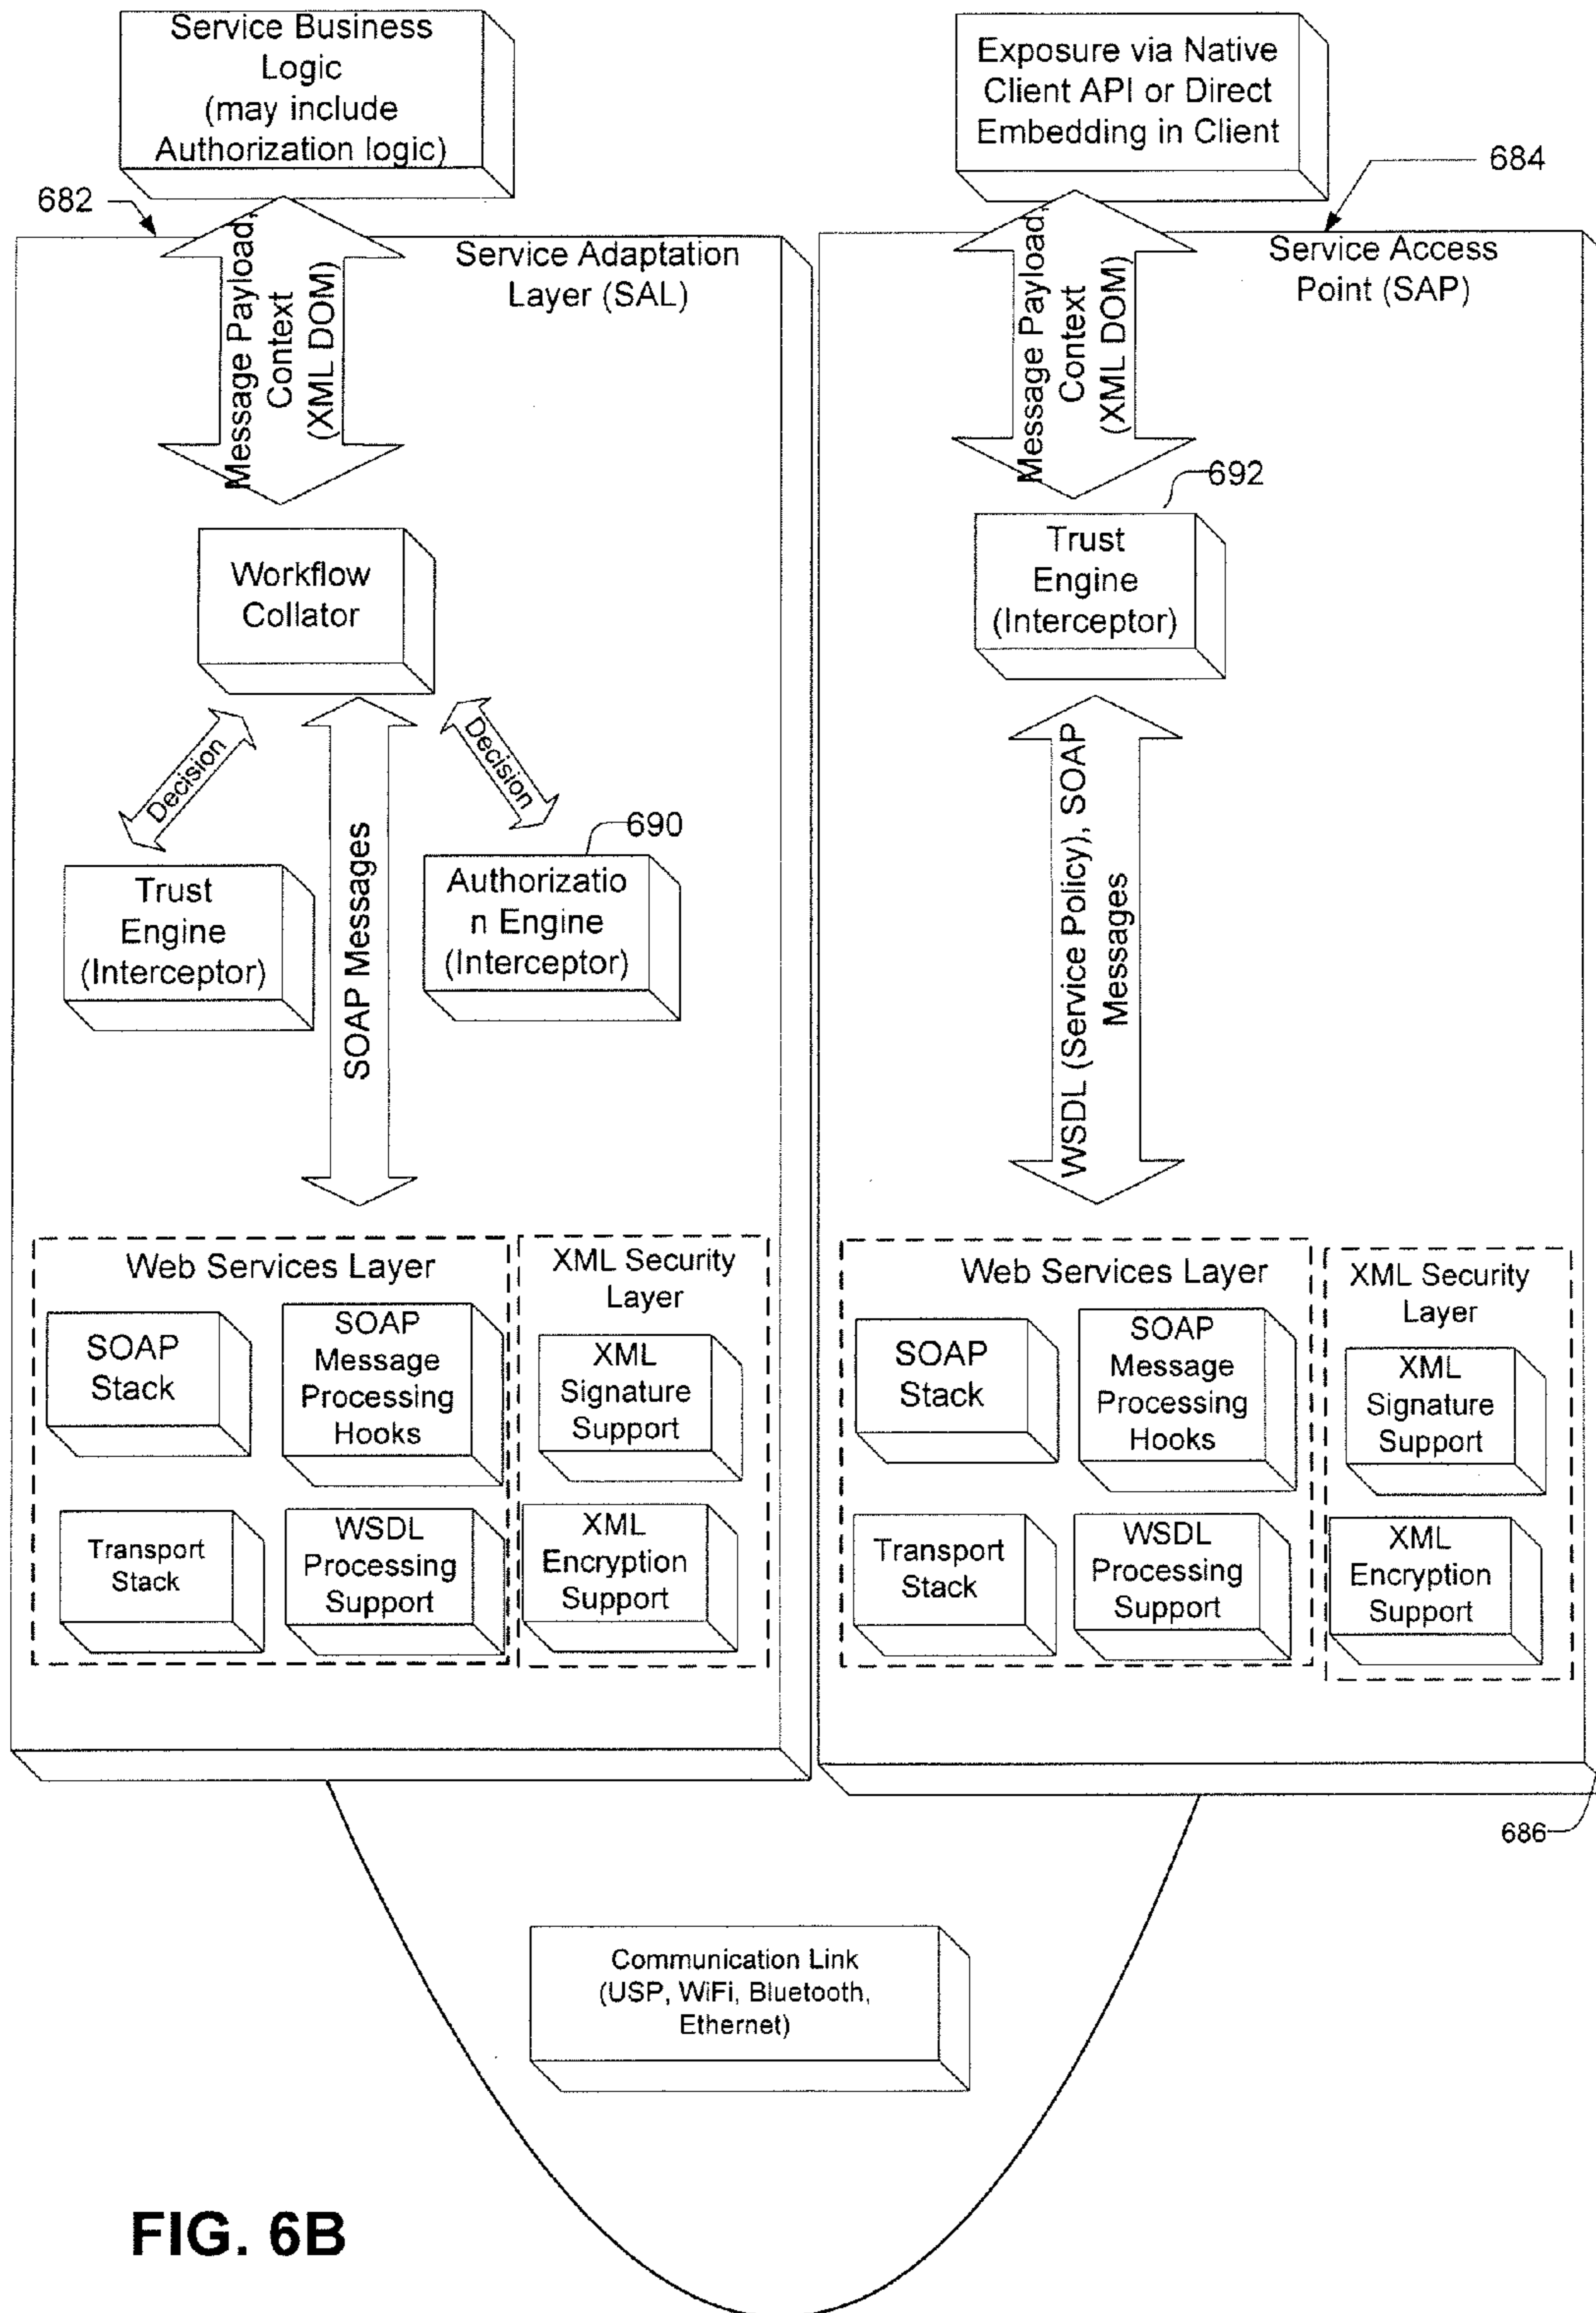 Service Business
Logic
(may include
Authorization logic)
Exposure via Native
Client API or Direct
Embedding in Client
682
684
Service Adaptation
Layer (SAL)
Message Payload,
Context
(XML DOM)
Workflow
Collator
Decision
Decision
SOAP Messages
Trust
Engine
(Interceptor)
690
Authorizatio
n Engine
(Interceptor)
Web Services Layer
SOAP
Stack
SOAP
Message
Processing
Hooks
Transport
Stack
WSDL
Processing
Support
XML Security
Layer
XML
Signature
Support
XML
Encryption
Support
Service Access
Point (SAP)
Message Payload,
Context
(XML DOM)
692
Trust
Engine
(Interceptor)
WSDL (Service Policy), SOAP
Messages
Web Services Layer
SOAP
Stack
SOAP
Message
Processing
Hooks
Transport
Stack
WSDL
Processing
Support
XML Security
Layer
XML
Signature
Support
XML
Encryption
Support
686
Communication Link
(USP, WiFi, Bluetooth,
Ethernet)
FIG. 6B